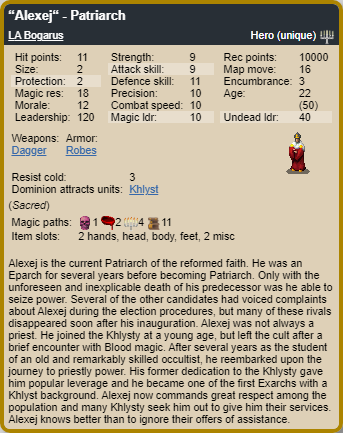 “Alexej“ - Patriarch
LA Bogarus Hero (unique)
Hit points: 11 Strength: 9 Rec points: 10000
Size: 2 Attack skill: 9 Map move: 16
Protection: 2 Defence skill: 11 Encumbrance: 3
Magic res: 18 Precision: 10 Age: 22
Morale: 12 Combat speed: 10 (50)
Leadership: 120 Magic ldr: 10 Undead ldr: 40
Weapons: Armor:
Dagger Robes
Resist cold: 3
Dominion attracts units: Khlyst
(Sacred)
Magic paths: 1 2 4 11
Item slots: 2 hands, head, body, feet, 2 misc
Alexej is the current Patriarch of the reformed faith. He was an
Eparch for several years before becoming Patriarch. Only with the
unforeseen and inexplicable death of his predecessor was he able to
seize power. Several of the other candidates had voiced complaints
about Alexej during the election procedures, but many of these rivals
disappeared soon after his inauguration. Alexej was not always a
priest. He joined the Khlysty at a young age, but left the cult after a
brief encounter with Blood magic. After several years as the student
of an old and remarkably skilled occultist, he reembarked upon the
journey to priestly power. His former dedication to the Khlysty gave
him popular leverage and he became one of the first Exarchs with a
Khlyst background. Alexej now commands great respect among the
population and many Khlysty seek him out to give him their services.
Alexej knows better than to ignore their offers of assistance.